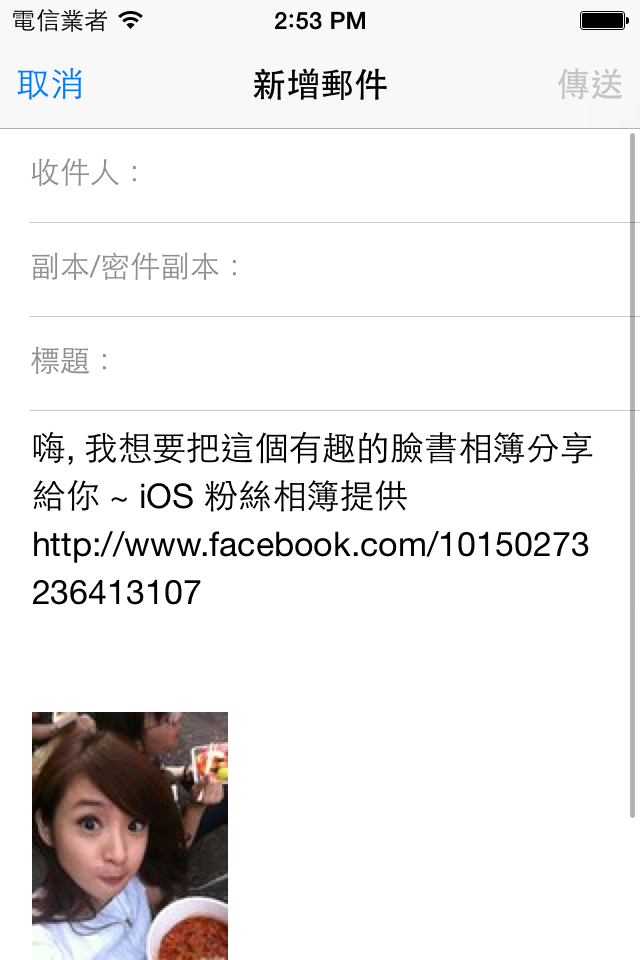 電信業者 2:53 PM
取消 新增郵件 傳送
收件人：
副本/密件副本：
標題：
嗨, 我想要把這個有趣的臉書相簿分享
給你 ~ iOS 粉絲相簿提供
http://www.facebook.com/10150273
236413107